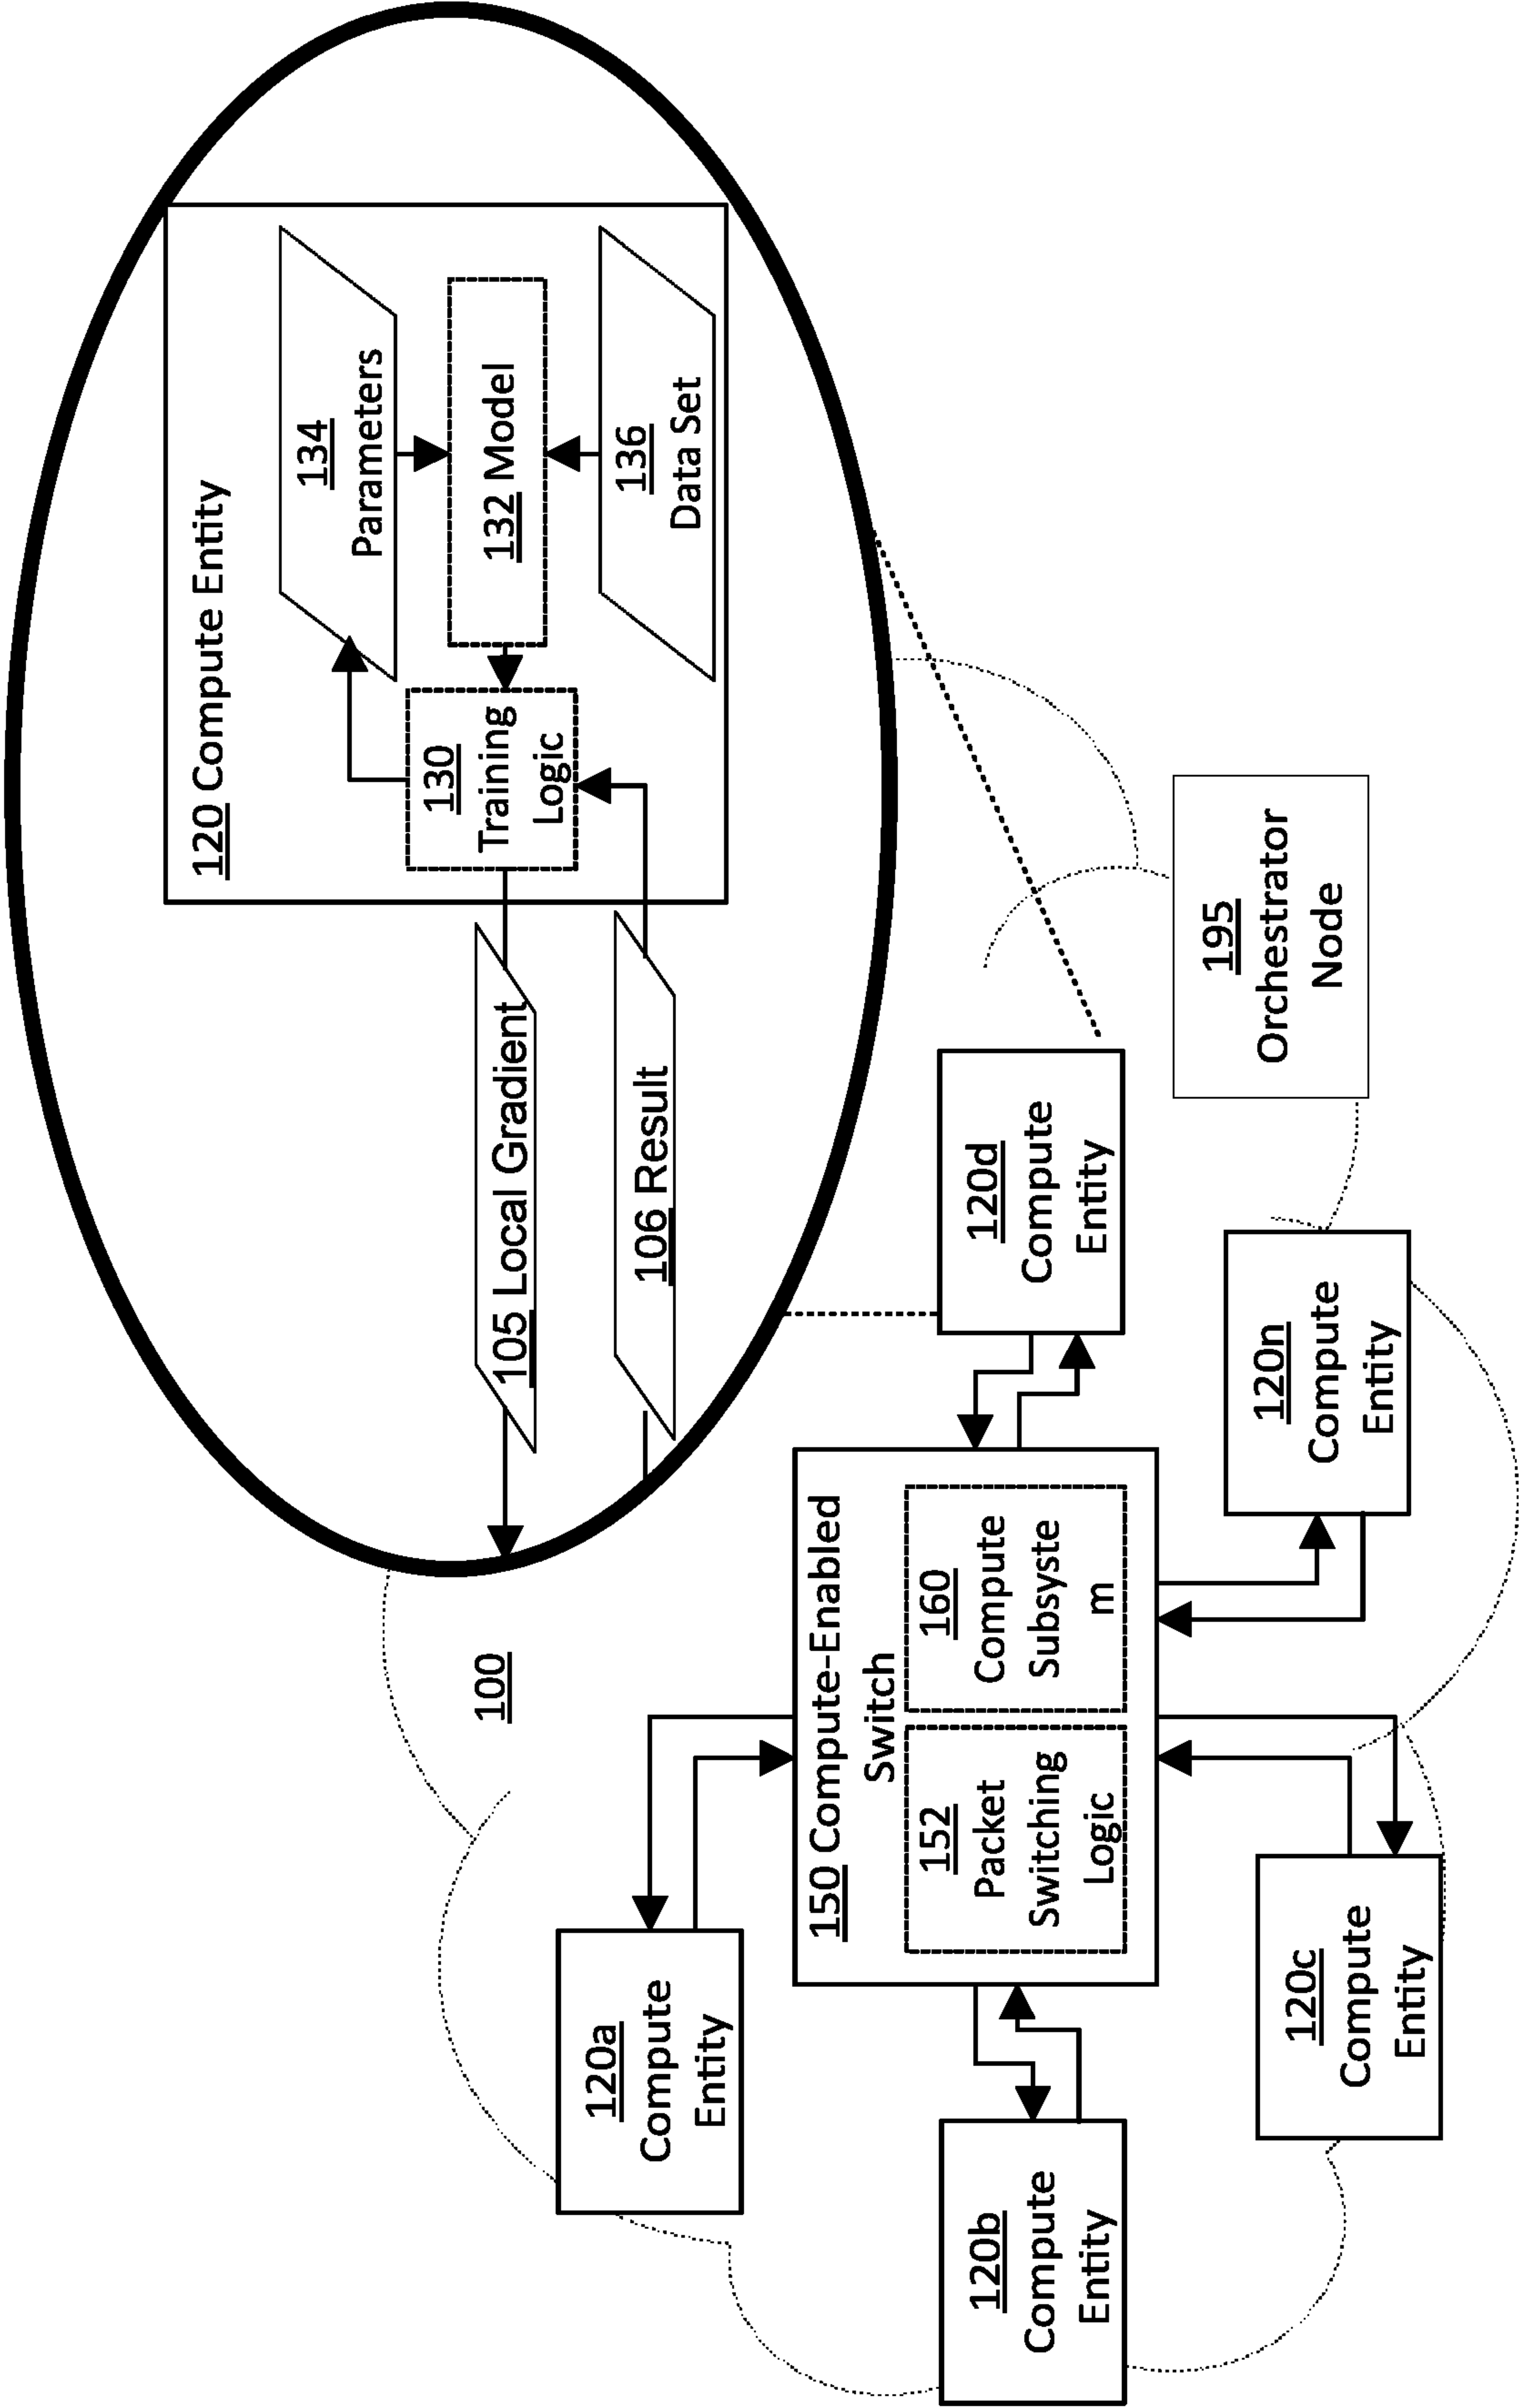 120 Compute Entity
134
Parameters
130
Training
Logic
132 Model
105 Local Gradient
136
Data Set
106 Result
100
120a
Compute
Entity
150 Compute-Enabled
Switch
152
Packet
Switching
Logic
160
Compute
Subsyste
m
120b
Compute
Entity
120d
Compute
Entity
195
Orchestrator
Node
120c
Compute
Entity
120n
Compute
Entity